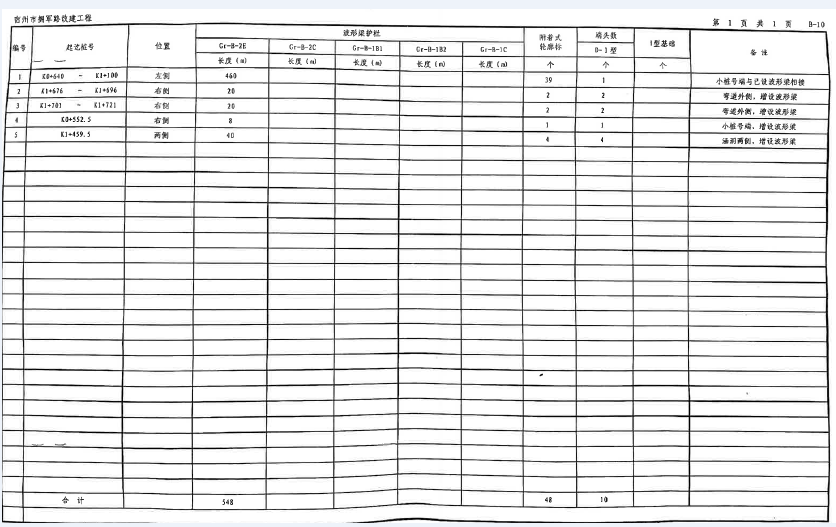 宿州市拥军路改建工程
第 1 页 共 1 页 B-10
编号 起讫桩号 位置 波形梁护栏 附着式轮廓标 端头数 I型基础 备 注
Gr-B-2E Gr-B-2C Gr-B-1B1 Gr-B-1B2 Gr-B-1C D-I型
长度(m) 长度(m) 长度(m) 长度(m) 长度(m) 个 个 个
1 K0+640 ~ K1+100 左侧 460 39 1 小桩号端与已设波形梁相接
2 K1+676 ~ K1+696 右侧 20 2 2 弯道外侧,增设波形梁
3 K1+701 ~ K1+721 右侧 20 2 2 弯道外侧,增设波形梁
4 K0+552.5 右侧 8 1 1 小桩号端,增设波形梁
5 K1+459.5 两侧 40 4 4 涵洞两侧,增设波形梁
合 计 548 48 10